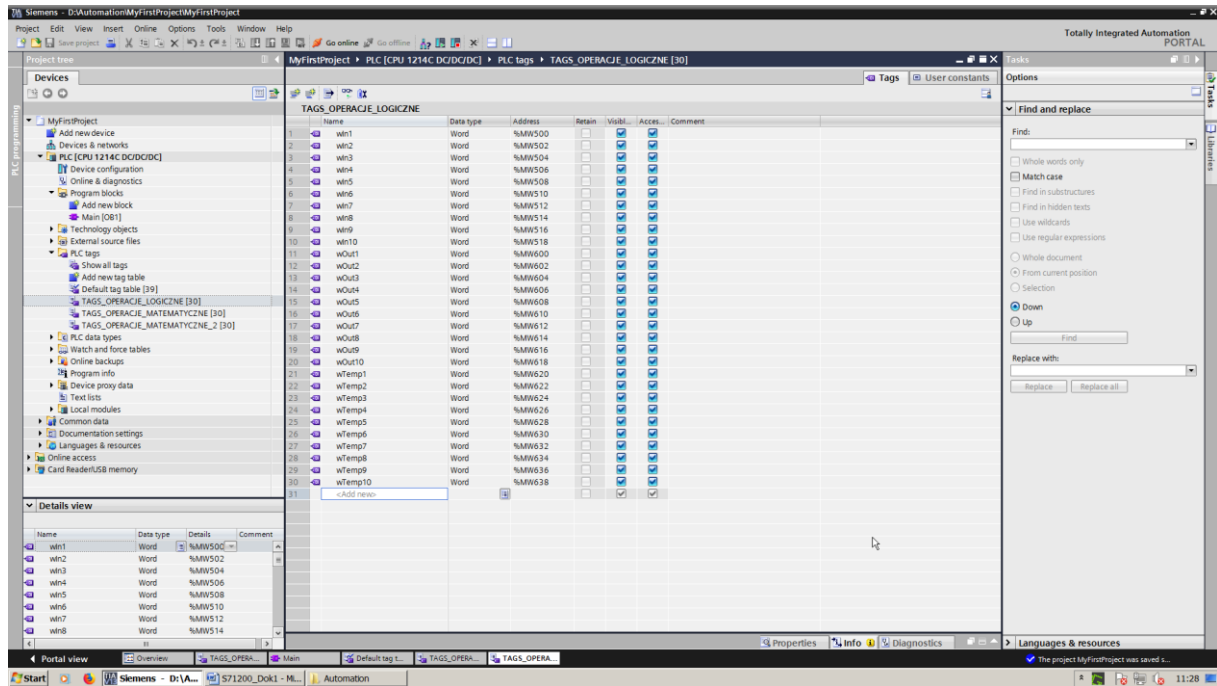 Siemens - D:\Automation\MyFirstProject\MyFirstProject
Project Edit View Insert Online Options Tools Window Help
Save project Go online Go offline
Totally Integrated Automation
PORTAL
Project tree
MyFirstProject PLC [CPU 1214C DC/DC/DC] PLC tags TAGS_OPERACJE_LOGICZNE [30]
Tasks
Devices
Tags User constants
Options
TAGS_OPERACJE_LOGICZNE
Name Data type Address Retain Visibl... Acces... Comment
1 wIn1 Word %MW500
2 wIn2 Word %MW502
3 wIn3 Word %MW504
4 wIn4 Word %MW506
5 wIn5 Word %MW508
6 wIn6 Word %MW510
7 wIn7 Word %MW512
8 wIn8 Word %MW514
9 wIn9 Word %MW516
10 wIn10 Word %MW518
11 wOut1 Word %MW600
12 wOut2 Word %MW602
13 wOut3 Word %MW604
14 wOut4 Word %MW606
15 wOut5 Word %MW608
16 wOut6 Word %MW610
17 wOut7 Word %MW612
18 wOut8 Word %MW614
19 wOut9 Word %MW616
20 wOut10 Word %MW618
21 wTemp1 Word %MW620
22 wTemp2 Word %MW622
23 wTemp3 Word %MW624
24 wTemp4 Word %MW626
25 wTemp5 Word %MW628
26 wTemp6 Word %MW630
27 wTemp7 Word %MW632
28 wTemp8 Word %MW634
29 wTemp9 Word %MW636
30 wTemp10 Word %MW638
31 <Add new>
MyFirstProject
Add new device
Devices & networks
PLC [CPU 1214C DC/DC/DC]
Device configuration
Online & diagnostics
Program blocks
Add new block
Main [OB1]
Technology objects
External source files
PLC tags
Show all tags
Add new tag table
Default tag table [39]
TAGS_OPERACJE_LOGICZNE [30]
TAGS_OPERACJE_MATEMATYCZNE [30]
TAGS_OPERACJE_MATEMATYCZNE_2 [30]
PLC data types
Watch and force tables
Online backups
Program info
Device proxy data
Text lists
Local modules
Common data
Documentation settings
Languages & resources
Online access
Card Reader/USB memory
PLC programming
Details view
Name Data type Details Comment
wIn1 Word %MW500
wIn2 Word %MW502
wIn3 Word %MW504
wIn4 Word %MW506
wIn5 Word %MW508
wIn6 Word %MW510
wIn7 Word %MW512
wIn8 Word %MW514
Find and replace
Find:
Whole words only
Match case
Find in substructures
Find in hidden texts
Use wildcards
Use regular expressions
Whole document
From current position
Selection
Down
Up
Find
Replace with:
Replace Replace all
Tasks
Libraries
Properties Info Diagnostics
Languages & resources
Portal view Overview TAGS_OPERA... Main Default tag t... TAGS_OPERA... TAGS_OPERA...
The project MyFirstProject was saved s...
Start Siemens - D:\A... S71200_Dok1 - Mi... Automation 11:28